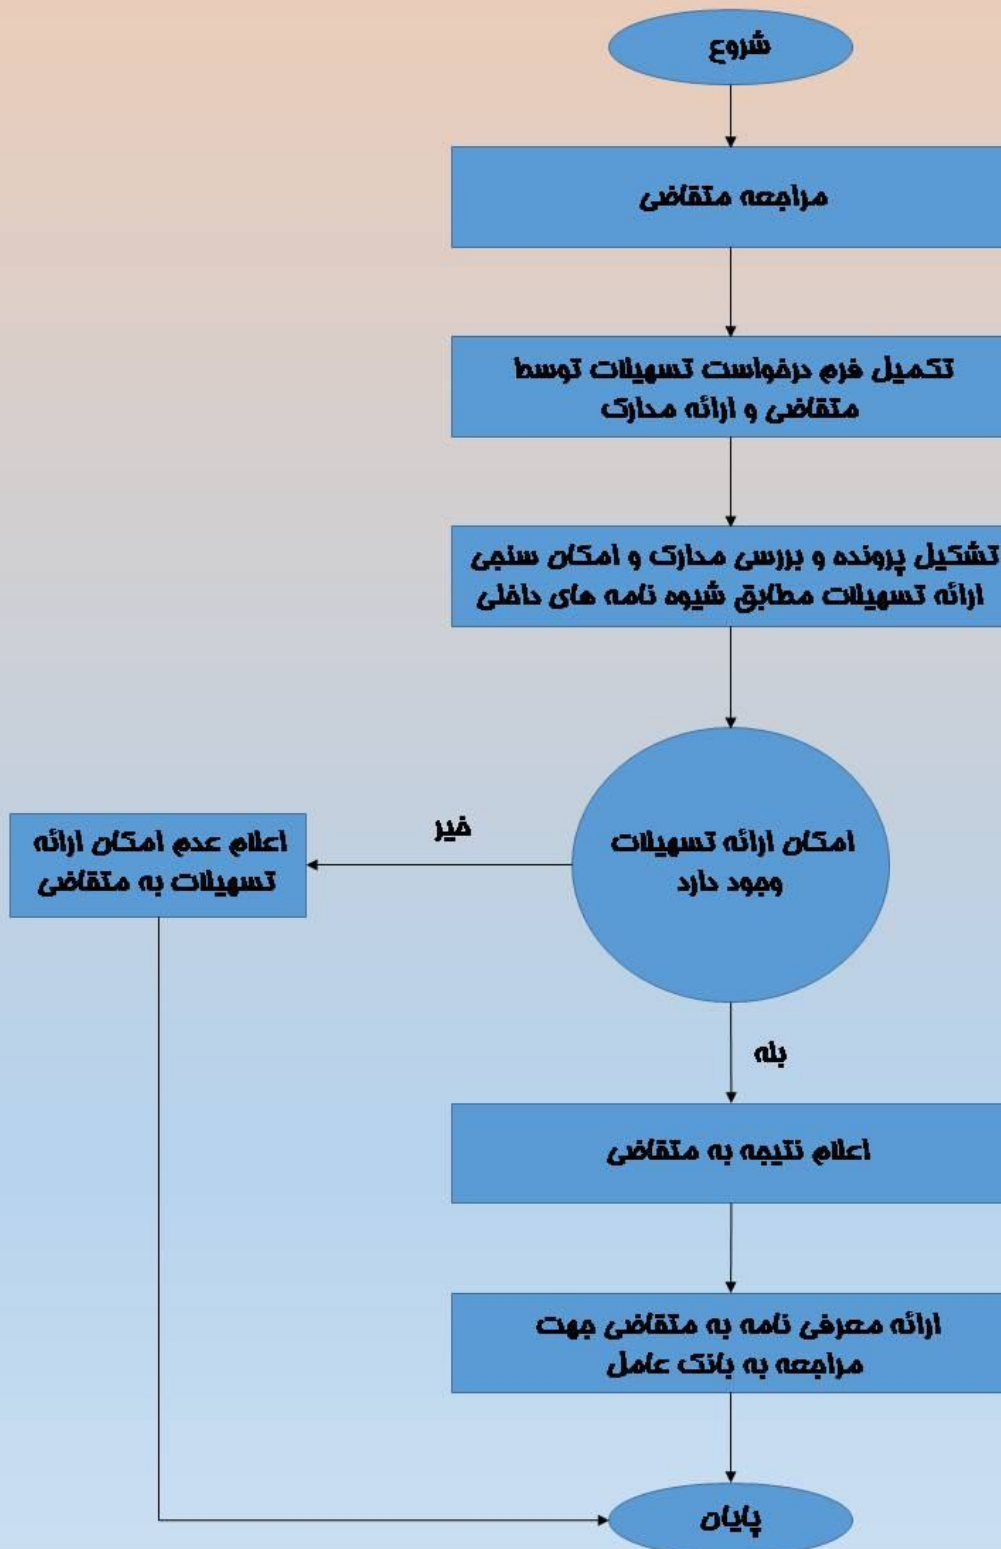 شروع
مراجعه متقاضی
تکمیل فرم درخواست تسهیلات توسط
متقاضی و ارائه مدارک
تشکیل پرونده و بررسی مدارک و امکان سنجی
ارائه تسهیلات مطابق شیوه نامه های داخلی
امکان ارائه تسهیلات
وجود دارد
خیر
اعلام عدم امکان ارائه
تسهیلات به متقاضی
بله
اعلام نتیجه به متقاضی
ارائه معرفی نامه به متقاضی جهت
مراجعه به بانک عامل
پایان